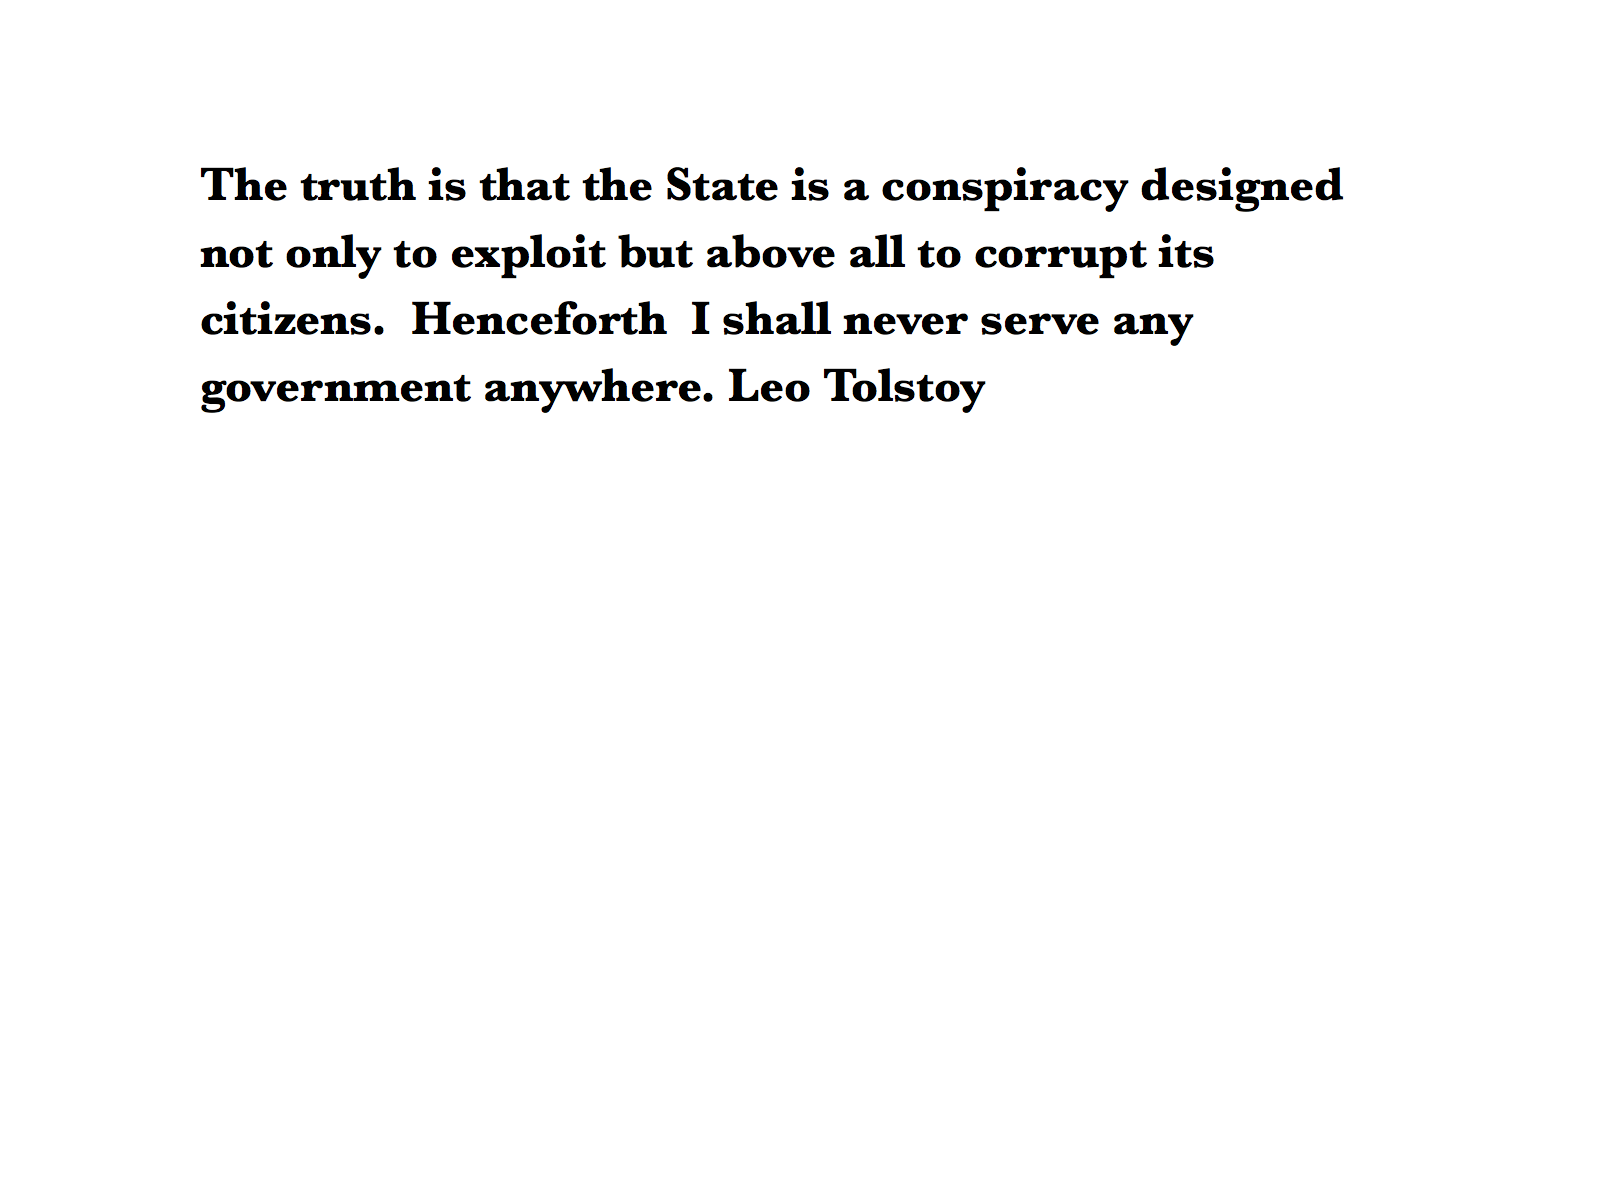 The truth is that the State is a conspiracy designed
not only to exploit but above all to corrupt its
citizens.  Henceforth  I shall never serve any
government anywhere. Leo Tolstoy